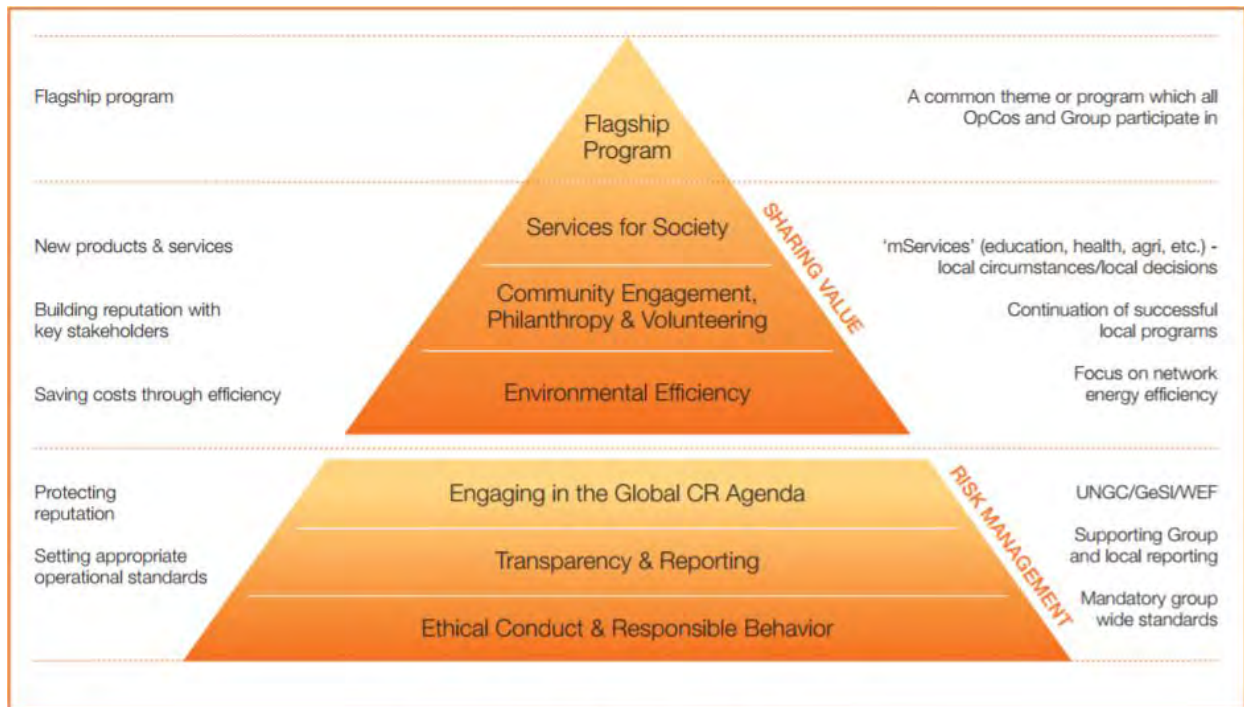 Flagship program
Flagship
Program
A common theme or program which all
OpCos and Group participate in
New products & services
Services for Society
'mServices' (education, health, agri, etc.) -
local circumstances/local decisions
Building reputation with
key stakeholders
Community Engagement,
Philanthropy & Volunteering
Continuation of successful
local programs
Saving costs through efficiency
Environmental Efficiency
Focus on network
energy efficiency
SHARING VALUE
Protecting
reputation
Engaging in the Global CR Agenda
UNGC/GeSI/WEF
Setting appropriate
operational standards
Transparency & Reporting
Supporting Group
and local reporting
Ethical Conduct & Responsible Behavior
Mandatory group
wide standards
RISK MANAGEMENT